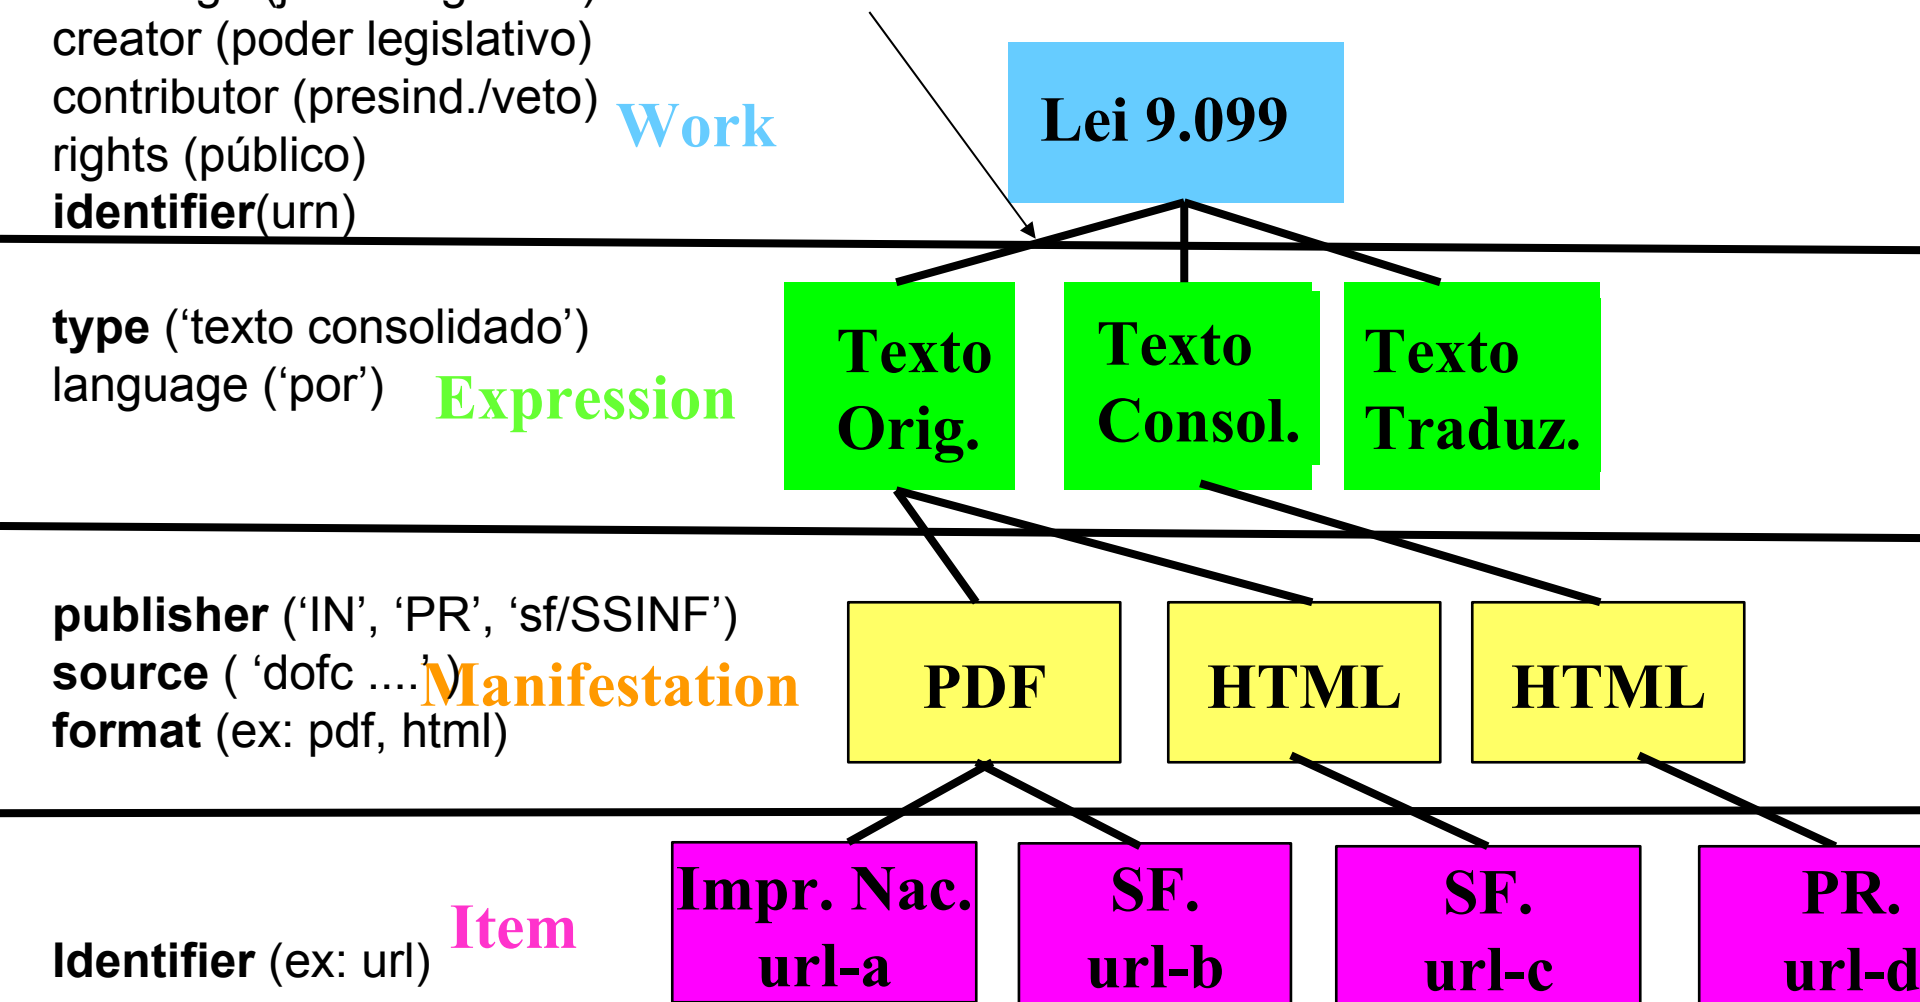 creator (poder legislativo)
contributor (presind./veto)
rights (público)
identifier(urn)
Work
Lei 9.099
type (‘texto consolidado’)
language (‘por’)
Expression
Texto
Orig.
Texto
Consol.
Texto
Traduz.
publisher (‘IN’, ‘PR’, ‘sf/SSINF’)
source ( ‘dofc ....’ )
format (ex: pdf, html)
Manifestation
PDF
HTML
HTML
Identifier (ex: url)
Item
Impr. Nac.
url-a
SF.
url-b
SF.
url-c
PR.
url-d